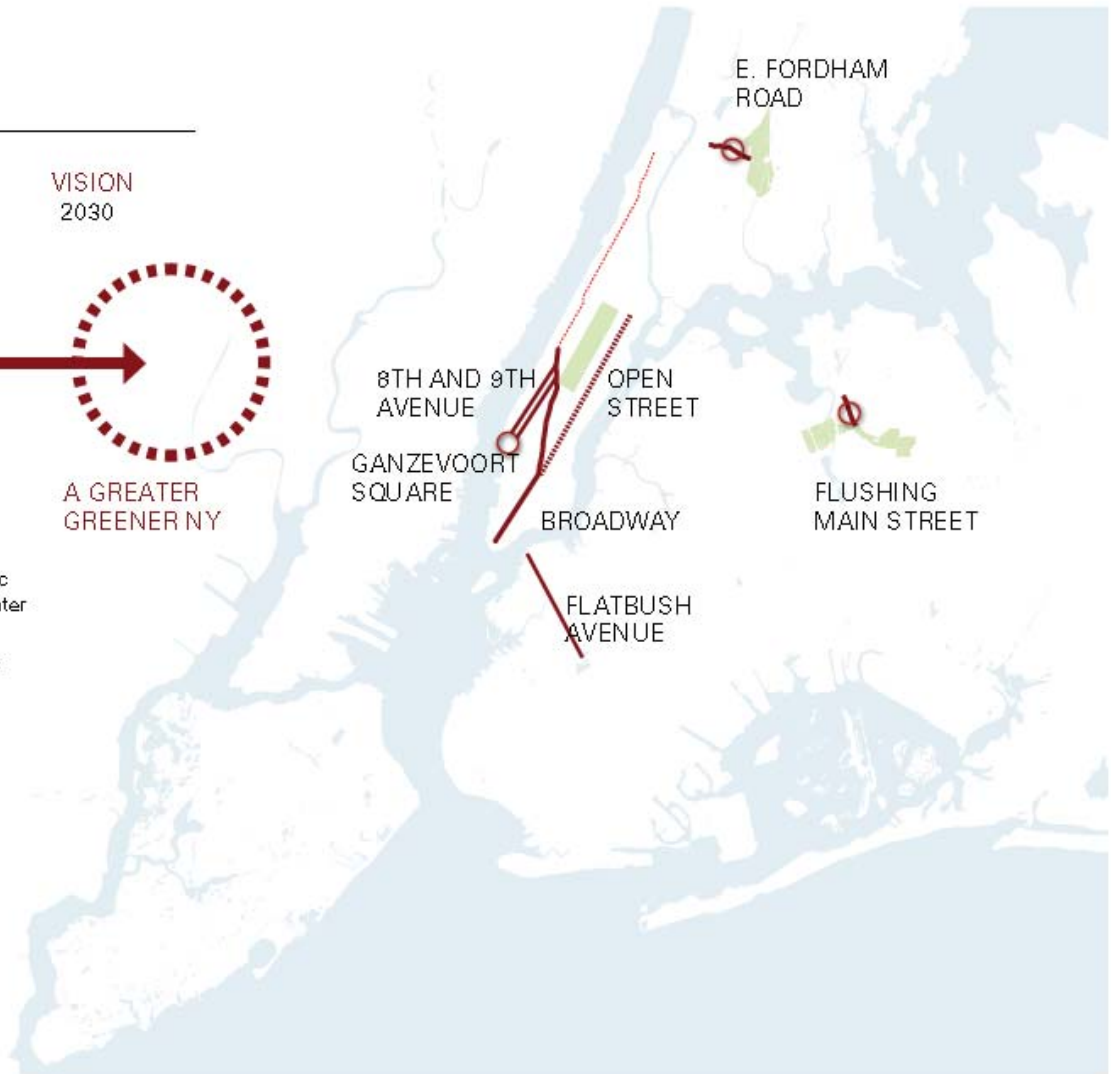 VISION
2030
A GREATER
GREENER NY
E. FORDHAM
ROAD
8TH AND 9TH
AVENUE
OPEN
STREET
GANZEVOORT
SQUARE
BROADWAY
FLATBUSH
AVENUE
FLUSHING
MAIN STREET